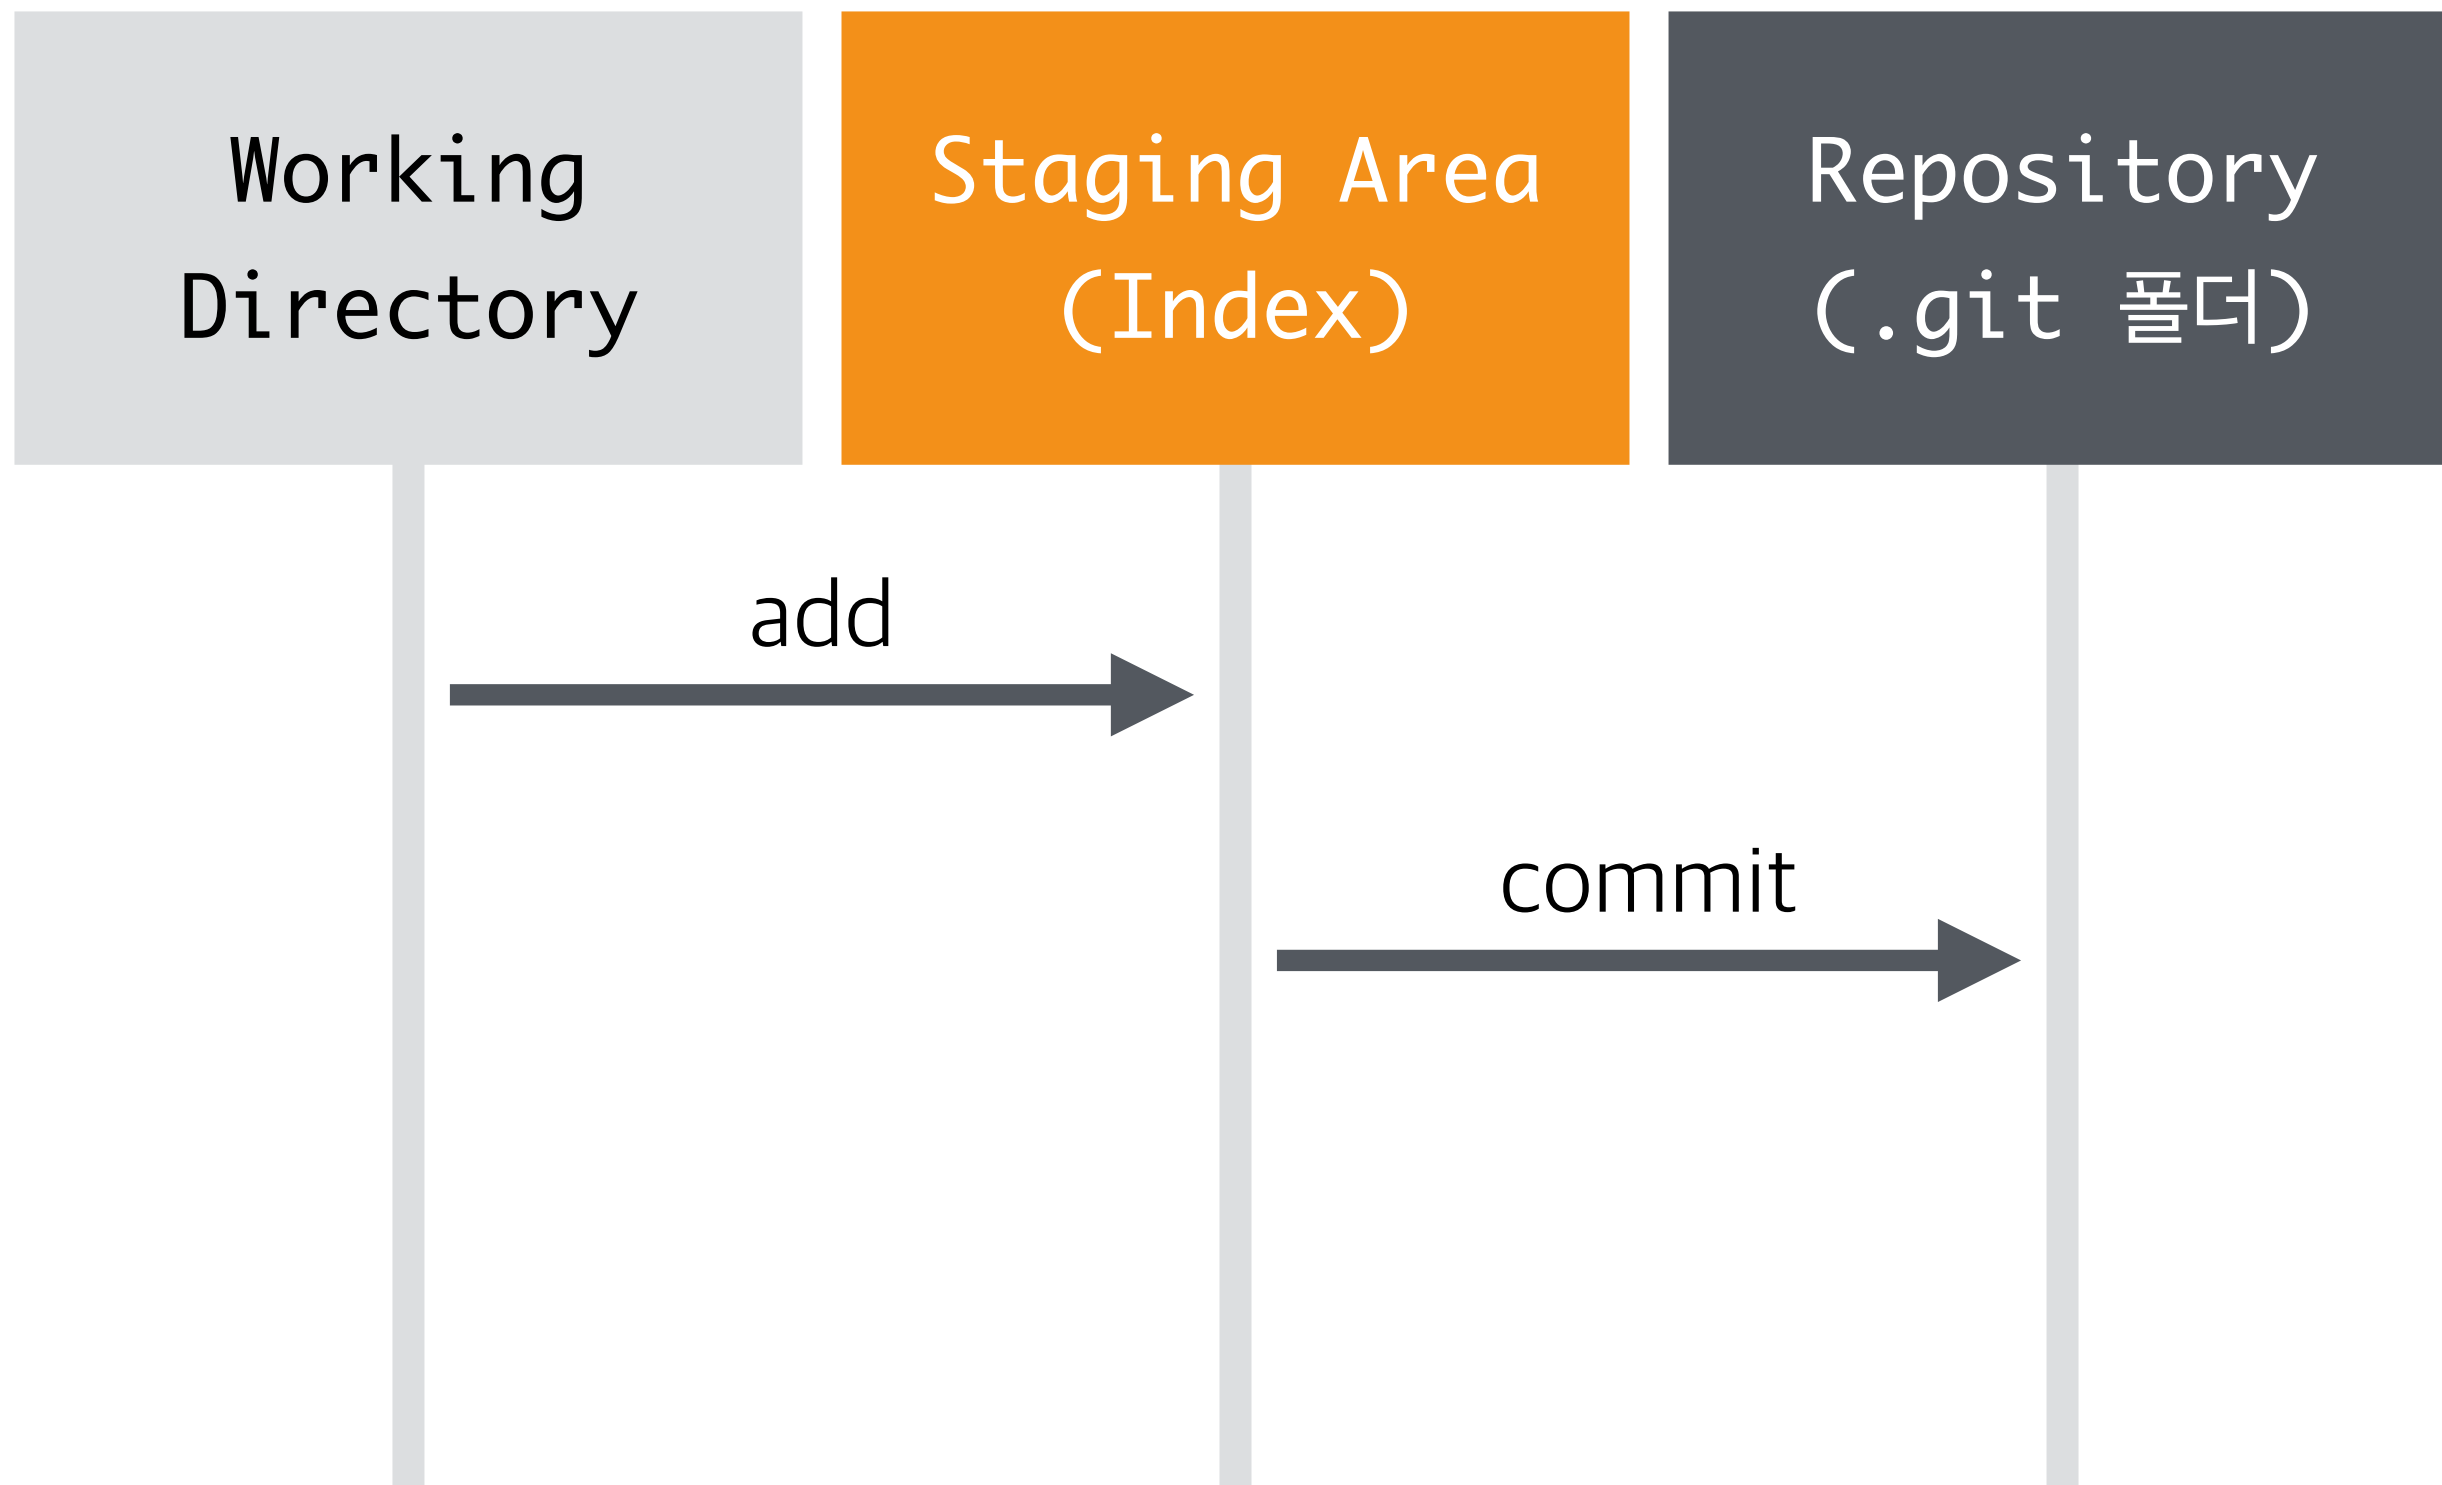 Working
Directory
Staging Area
(Index)
Repository
(.git 폴더)
add
commit